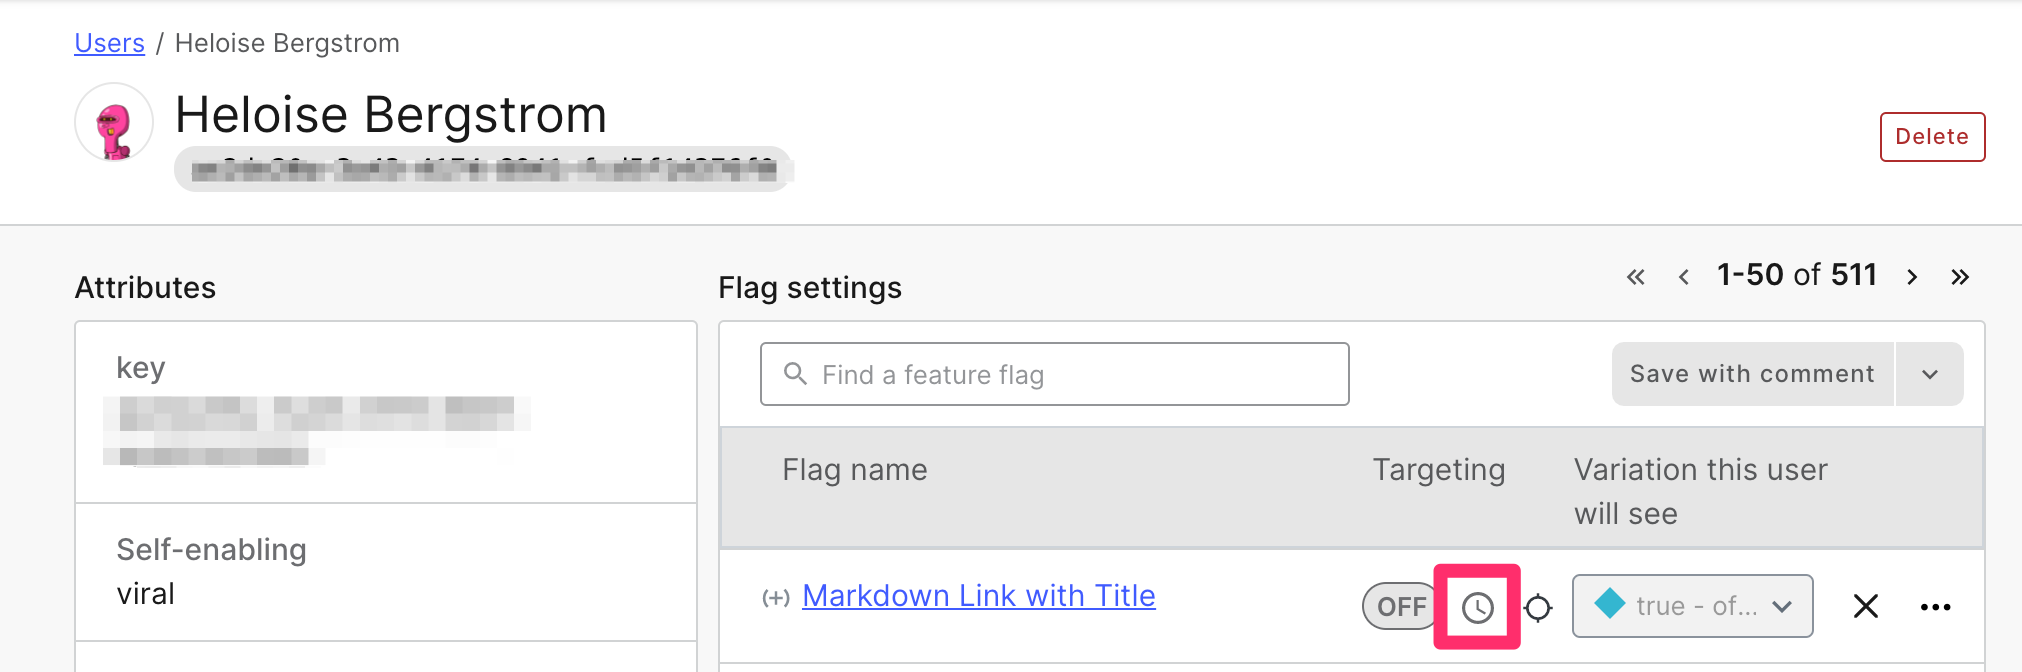 Users / Heloise Bergstrom
Heloise Bergstrom
Delete
Attributes
Flag settings
« ‹ 1-50 of 511 › »
key
Find a feature flag
Save with comment
Flag name
Targeting
Variation this user
will see
Self-enabling
viral
(+) Markdown Link with Title
OFF
true - of...